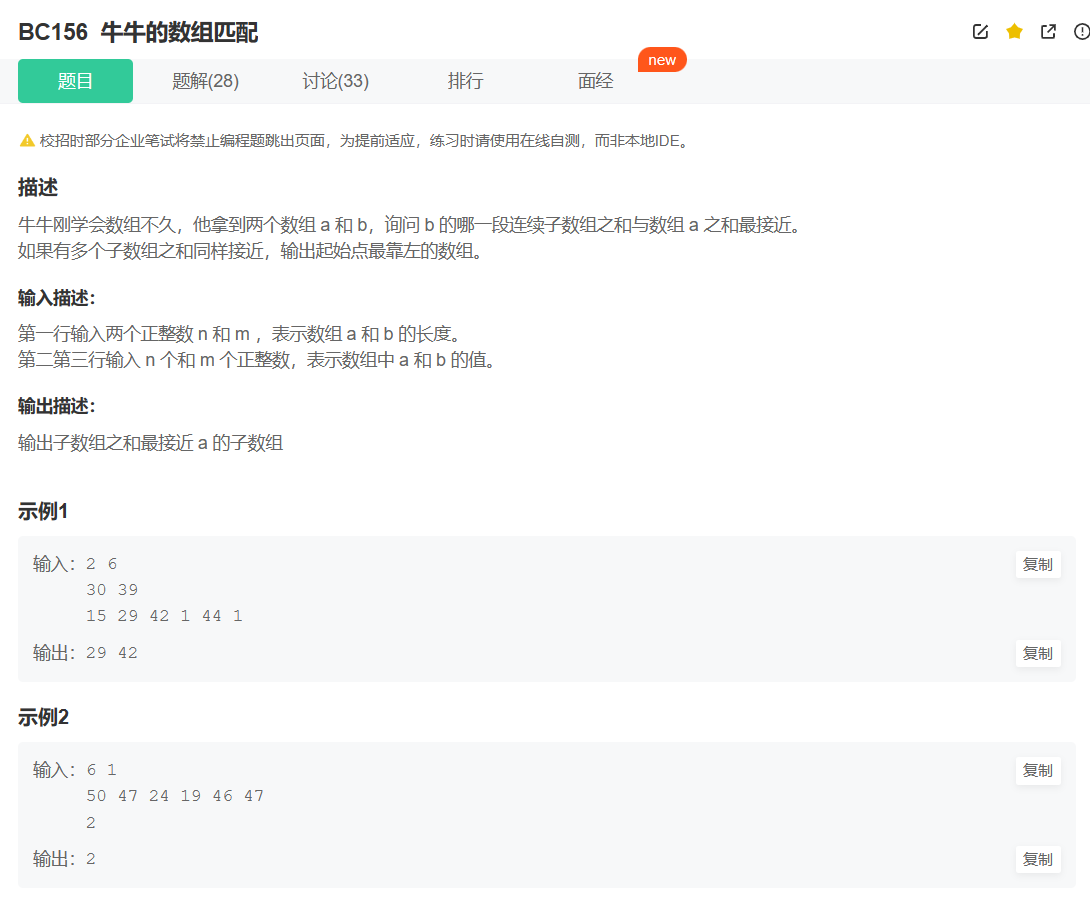 BC156 牛牛的数组匹配
题目 题解(28) 讨论(33) 排行 面经 new
校招时部分企业笔试将禁止编程题跳出页面，为提前适应，练习时请使用在线自测，而非本地IDE。
描述
牛牛刚学会数组不久，他拿到两个数组 a 和 b，询问 b 的哪一段连续子数组之和与数组 a 之和最接近。
如果有多个子数组之和同样接近，输出起始点最靠左的数组。
输入描述：
第一行输入两个正整数 n 和 m ，表示数组 a 和 b 的长度。
第二第三行输入 n 个和 m 个正整数，表示数组中 a 和 b 的值。
输出描述：
输出子数组之和最接近 a 的子数组
示例1
输入：2 6 复制
30 39
15 29 42 1 44 1
输出：29 42 复制
示例2
输入：6 1 复制
50 47 24 19 46 47
2
输出：2 复制